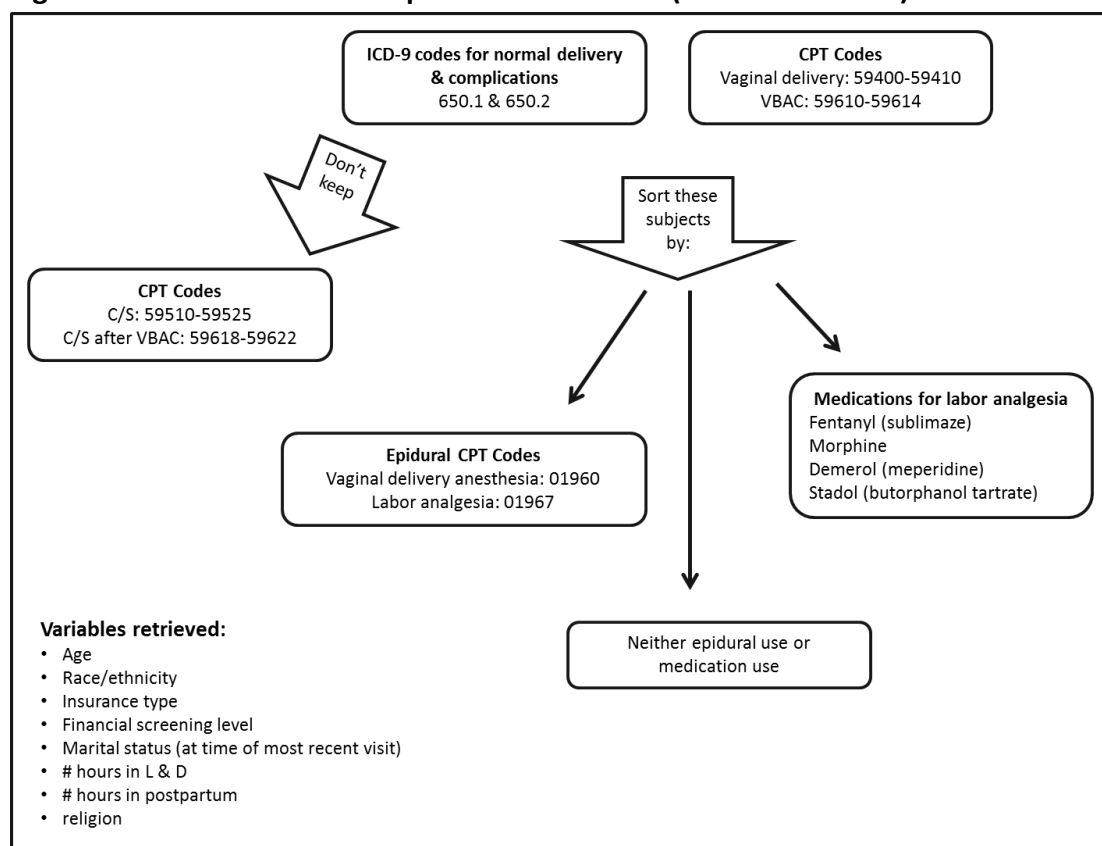 ICD-9 codes for normal delivery
& complications
650.1 & 650.2
CPT Codes
Vaginal delivery: 59400-59410
VBAC: 59610-59614
Don't
keep
Sort these
subjects
by:
CPT Codes
C/S: 59510-59525
C/S after VBAC: 59618-59622
Medications for labor analgesia
Fentanyl (sublimaze)
Morphine
Demerol (meperidine)
Stadol (butorphanol tartrate)
Epidural CPT Codes
Vaginal delivery anesthesia: 01960
Labor analgesia: 01967
Neither epidural use or
medication use
Variables retrieved:
• Age
• Race/ethnicity
• Insurance type
• Financial screening level
• Marital status (at time of most recent visit)
• # hours in L & D
• # hours in postpartum
• religion